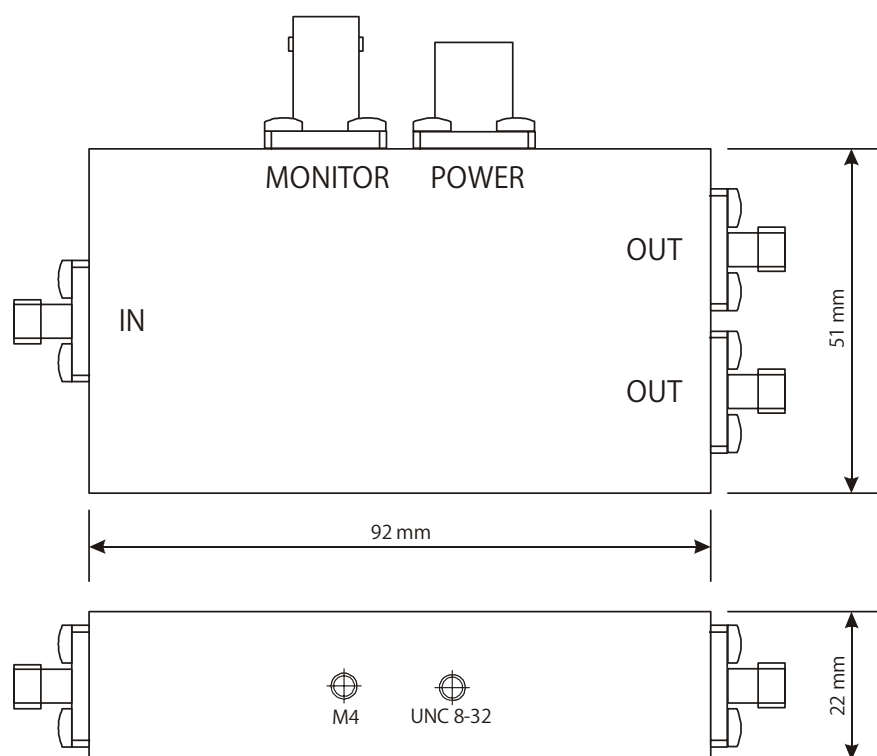 MONITOR POWER
OUT
IN
51 mm
OUT
92 mm
M4 UNC 8-32
22 mm